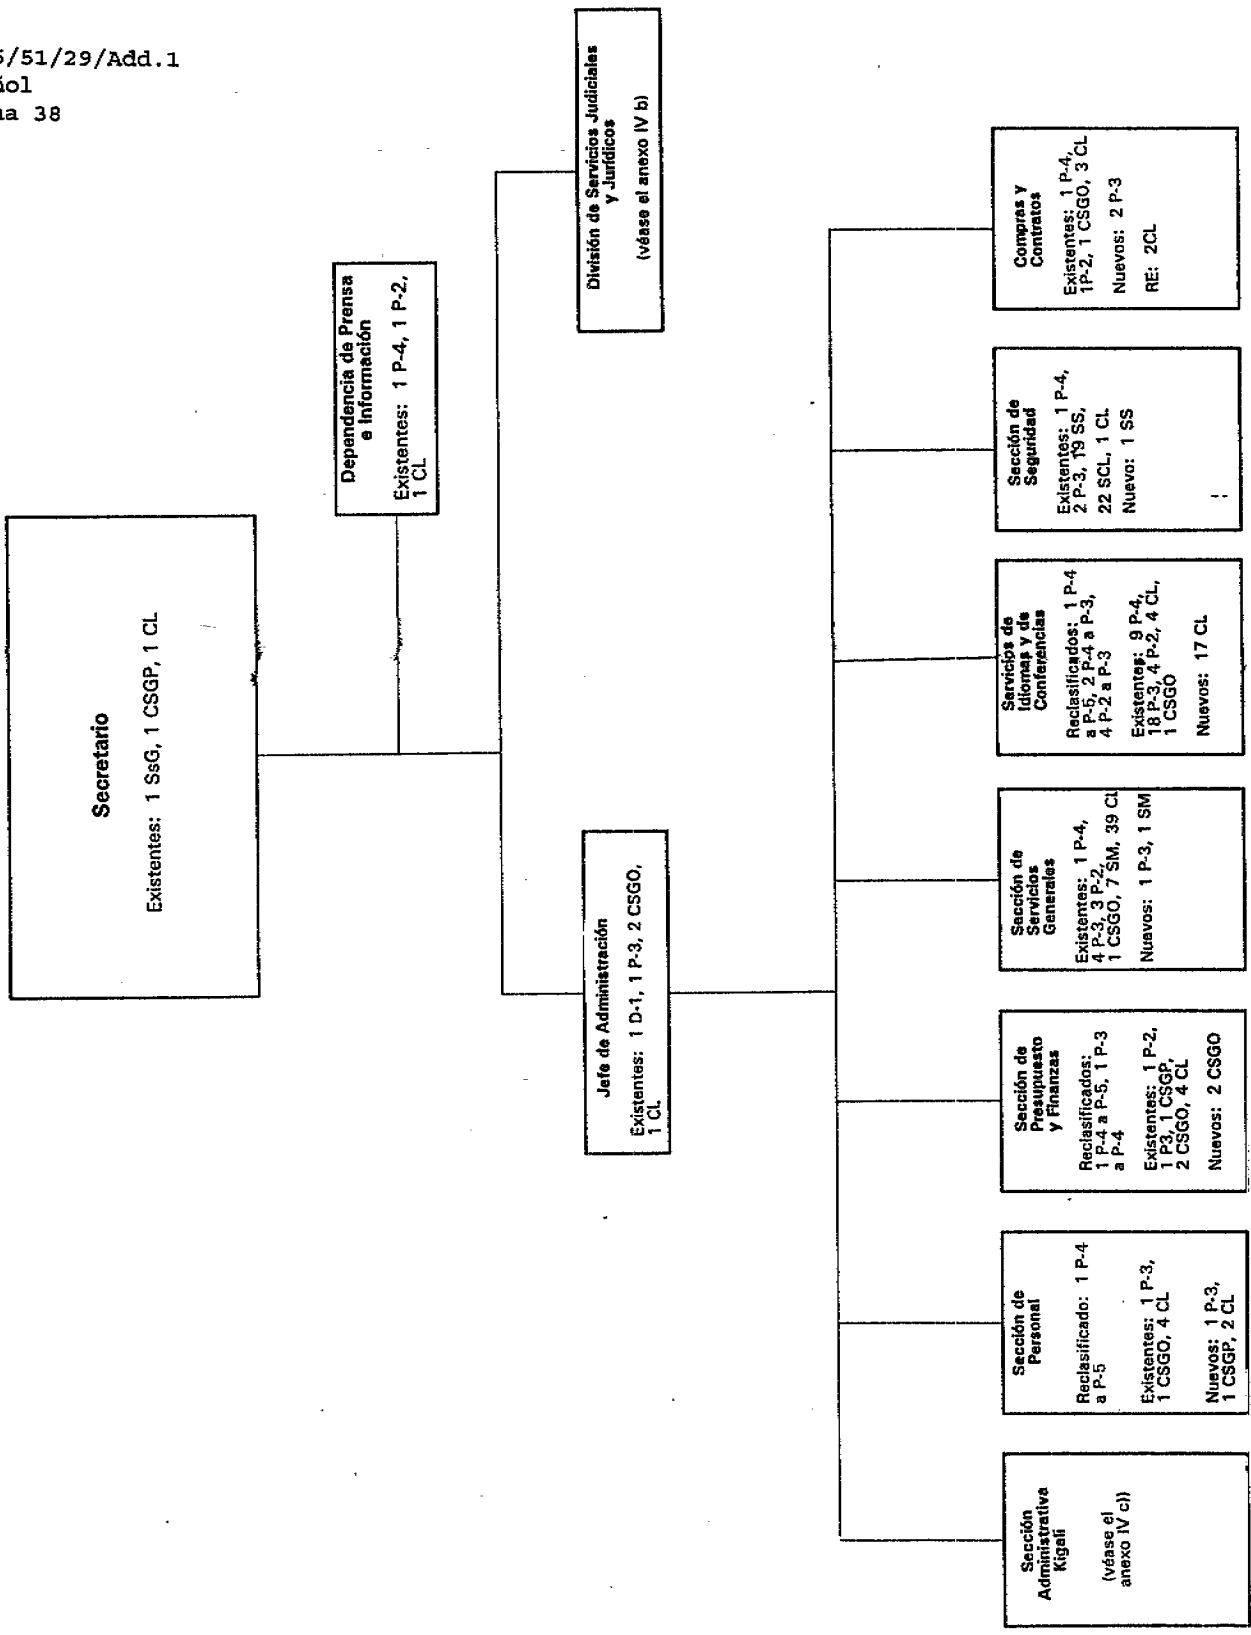 6/51/29/Add.1
ñol
na 38
Secretario
Existentes: 1 SsG, 1 CSGP, 1 CL
Dependencia de Prensa
e Información
Existentes: 1 P-4, 1 P-2,
1 CL
Jefe de Administración
Existentes: 1 D-1, 1 P-3, 2 CSGO,
1 CL
División de Servicios Judiciales
y Jurídicos
(véase el anexo IV b)
Sección
Administrativa
Kigali
(véase el
anexo IV c))
Sección de
Personal
Reclasificado: 1 P-4
a P-5
Existentes: 1 P-3,
1 CSGO, 4 CL
Nuevos: 1 P-3,
1 CSGP, 2 CL
Sección de
Presupuesto
y Finanzas
Reclasificados:
1 P-4 a P-5, 1 P-3
a P-4
Existentes: 1 P-2,
1 P3, 1 CSGP,
2 CSGO, 4 CL
Nuevos: 2 CSGO
Sección de
Servicios
Generales
Existentes: 1 P-4,
4 P-3, 3 P-2,
1 CSGO, 7 SM, 39 CL
Nuevos: 1 P-3, 1 SM
Servicios de
Idiomas y de
Conferencias
Reclasificados: 1 P-4
a P-5, 2 P-4 a P-3,
4 P-2 a P-3
Existentes: 9 P-4,
18 P-3, 4 P-2, 4 CL,
1 CSGO
Nuevos: 17 CL
Sección de
Seguridad
Existentes: 1 P-4,
2 P-3, 19 SS,
22 SCL, 1 CL
Nuevo: 1 SS
Compras y
Contratos
Existentes: 1 P-4,
1P-2, 1 CSGO, 3 CL
Nuevos: 2 P-3
RE: 2CL